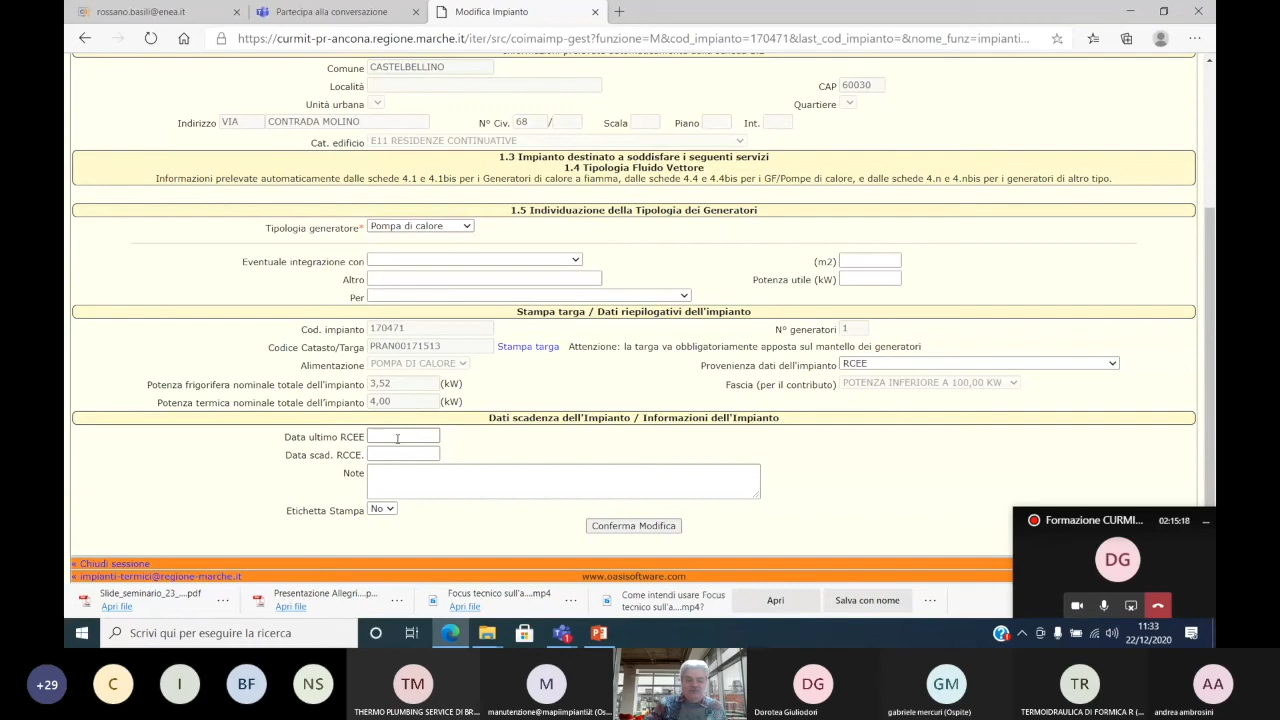 rossano.basili@enea.it
Partecipa alla conversazione
Modifica Impianto
https://curmit-pr-ancona.regione.marche.it/iter/src/coimaimp-gest?funzione=M&cod_impianto=170471&last_cod_impianto=&nome_funz=impianti...
Comune CASTELBELLINO
Località CAP 60030
Unità urbana Quartiere
Indirizzo VIA CONTRADA MOLINO N° Civ. 68 / Scala Piano Int.
Cat. edificio E11 RESIDENZE CONTINUATIVE
1.3 Impianto destinato a soddisfare i seguenti servizi
1.4 Tipologia Fluido Vettore
Informazioni prelevate automaticamente dalle schede 4.1 e 4.1bis per i Generatori di calore a fiamma, dalle schede 4.4 e 4.4bis per i GF/Pompe di calore, e dalle schede 4.n e 4.nbis per i generatori di altro tipo.
1.5 Individuazione della Tipologia dei Generatori
Tipologia generatore* Pompa di calore
Eventuale integrazione con (m2)
Altro Potenza utile (kW)
Per
Stampa targa / Dati riepilogativi dell'impianto
Cod. impianto 170471 N° generatori 1
Codice Catasto/Targa PRAN00171513 Stampa targa Attenzione: la targa va obbligatoriamente apposta sul mantello dei generatori
Alimentazione POMPA DI CALORE Provenienza dati dell'impianto RCEE
Potenza frigorifera nominale totale dell'impianto 3,52 (kW) Fascia (per il contributo) POTENZA INFERIORE A 100,00 KW
Potenza termica nominale totale dell'impianto 4,00 (kW)
Dati scadenza dell'Impianto / Informazioni dell'Impianto
Data ultimo RCEE
Data scad. RCCE.
Note
Etichetta Stampa No
Conferma Modifica
Formazione CURMI... 02:15:18
DG
« Chiudi sessione
« impianti-termici@regione-marche.it www.oasisoftware.com
Slide_seminario_23_....pdf
Apri file
Presentazione Allegri....pdf
Apri file
Focus tecnico sull'a....mp4
Apri file
Come intendi usare Focus
tecnico sull'a....mp4?
Apri
Salva con nome
Scrivi qui per eseguire la ricerca
11:33
22/12/2020
+29
C
I
BF
NS
TM
THERMO PLUMBING SERVICE DI BR...
M
manutenzione@mapiimpianti.it (Os...
DG
Dorotea Giuliodori
GM
gabriele mercuri (Ospite)
TR
TERMOIDRAULICA DI FORMICA R (...
AA
andrea ambrosini